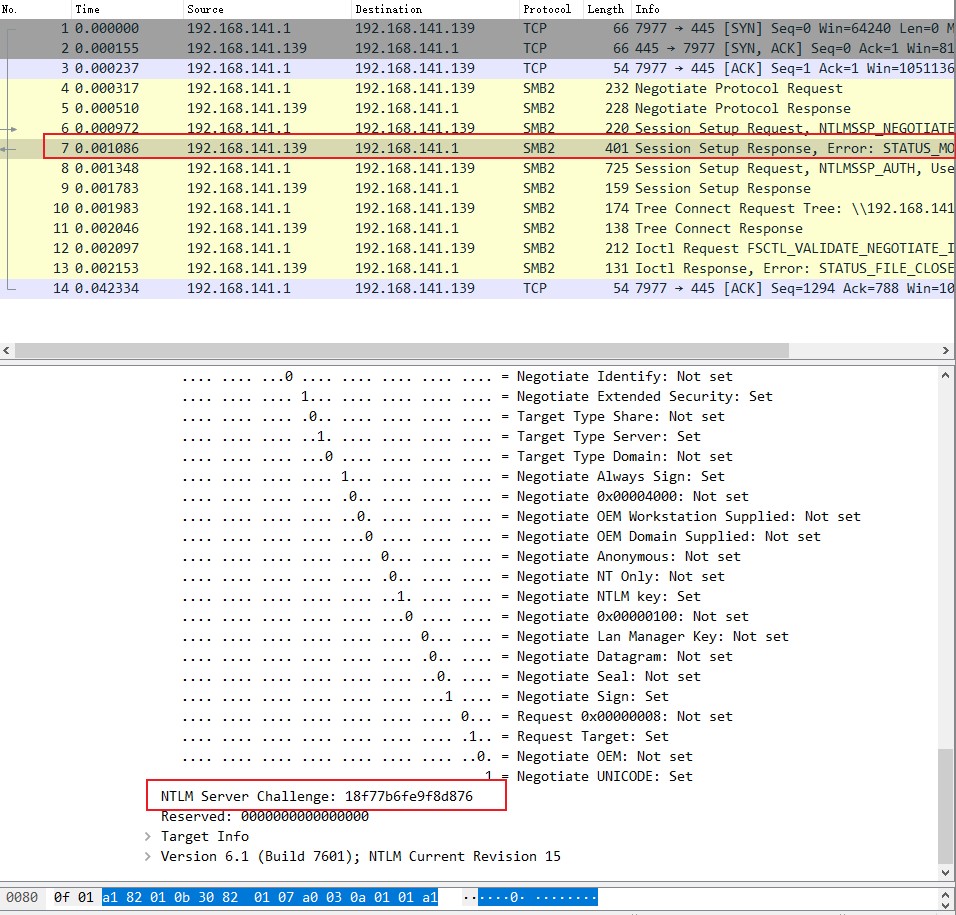 No. Time Source Destination Protocol Length Info
1 0.000000 192.168.141.1 192.168.141.139 TCP 66 7977 → 445 [SYN] Seq=0 Win=64240 Len=0 M
2 0.000155 192.168.141.139 192.168.141.1 TCP 66 445 → 7977 [SYN, ACK] Seq=0 Ack=1 Win=81
3 0.000237 192.168.141.1 192.168.141.139 TCP 54 7977 → 445 [ACK] Seq=1 Ack=1 Win=1051136
4 0.000317 192.168.141.1 192.168.141.139 SMB2 232 Negotiate Protocol Request
5 0.000510 192.168.141.139 192.168.141.1 SMB2 228 Negotiate Protocol Response
6 0.000972 192.168.141.1 192.168.141.139 SMB2 220 Session Setup Request, NTLMSSP_NEGOTIATE
7 0.001086 192.168.141.139 192.168.141.1 SMB2 401 Session Setup Response, Error: STATUS_MO
8 0.001348 192.168.141.1 192.168.141.139 SMB2 725 Session Setup Request, NTLMSSP_AUTH, Use
9 0.001783 192.168.141.139 192.168.141.1 SMB2 159 Session Setup Response
10 0.001983 192.168.141.1 192.168.141.139 SMB2 174 Tree Connect Request Tree: \\192.168.141
11 0.002046 192.168.141.139 192.168.141.1 SMB2 138 Tree Connect Response
12 0.002097 192.168.141.1 192.168.141.139 SMB2 212 Ioctl Request FSCTL_VALIDATE_NEGOTIATE_I
13 0.002153 192.168.141.139 192.168.141.1 SMB2 131 Ioctl Response, Error: STATUS_FILE_CLOSE
14 0.042334 192.168.141.1 192.168.141.139 TCP 54 7977 → 445 [ACK] Seq=1294 Ack=788 Win=10
.... .... ...0 .... .... .... .... .... = Negotiate Identify: Not set
.... .... .... 1... .... .... .... .... = Negotiate Extended Security: Set
.... .... .... .0.. .... .... .... .... = Target Type Share: Not set
.... .... .... ..1. .... .... .... .... = Target Type Server: Set
.... .... .... ...0 .... .... .... .... = Target Type Domain: Not set
.... .... .... .... 1... .... .... .... = Negotiate Always Sign: Set
.... .... .... .... .0.. .... .... .... = Negotiate 0x00004000: Not set
.... .... .... .... ..0. .... .... .... = Negotiate OEM Workstation Supplied: Not set
.... .... .... .... ...0 .... .... .... = Negotiate OEM Domain Supplied: Not set
.... .... .... .... .... 0... .... .... = Negotiate Anonymous: Not set
.... .... .... .... .... .0.. .... .... = Negotiate NT Only: Not set
.... .... .... .... .... ..1. .... .... = Negotiate NTLM key: Set
.... .... .... .... .... ...0 .... .... = Negotiate 0x00000100: Not set
.... .... .... .... .... .... 0... .... = Negotiate Lan Manager Key: Not set
.... .... .... .... .... .... .0.. .... = Negotiate Datagram: Not set
.... .... .... .... .... .... ..0. .... = Negotiate Seal: Not set
.... .... .... .... .... .... ...1 .... = Negotiate Sign: Set
.... .... .... .... .... .... .... 0... = Request 0x00000008: Not set
.... .... .... .... .... .... .... .1.. = Request Target: Set
.... .... .... .... .... .... .... ..0. = Negotiate OEM: Not set
1 = Negotiate UNICODE: Set
NTLM Server Challenge: 18f77b6fe9f8d876
Reserved: 0000000000000000
Target Info
Version 6.1 (Build 7601); NTLM Current Revision 15
0080 0f 01 a1 82 01 0b 30 82 01 07 a0 03 0a 01 01 a1 ······0· ········